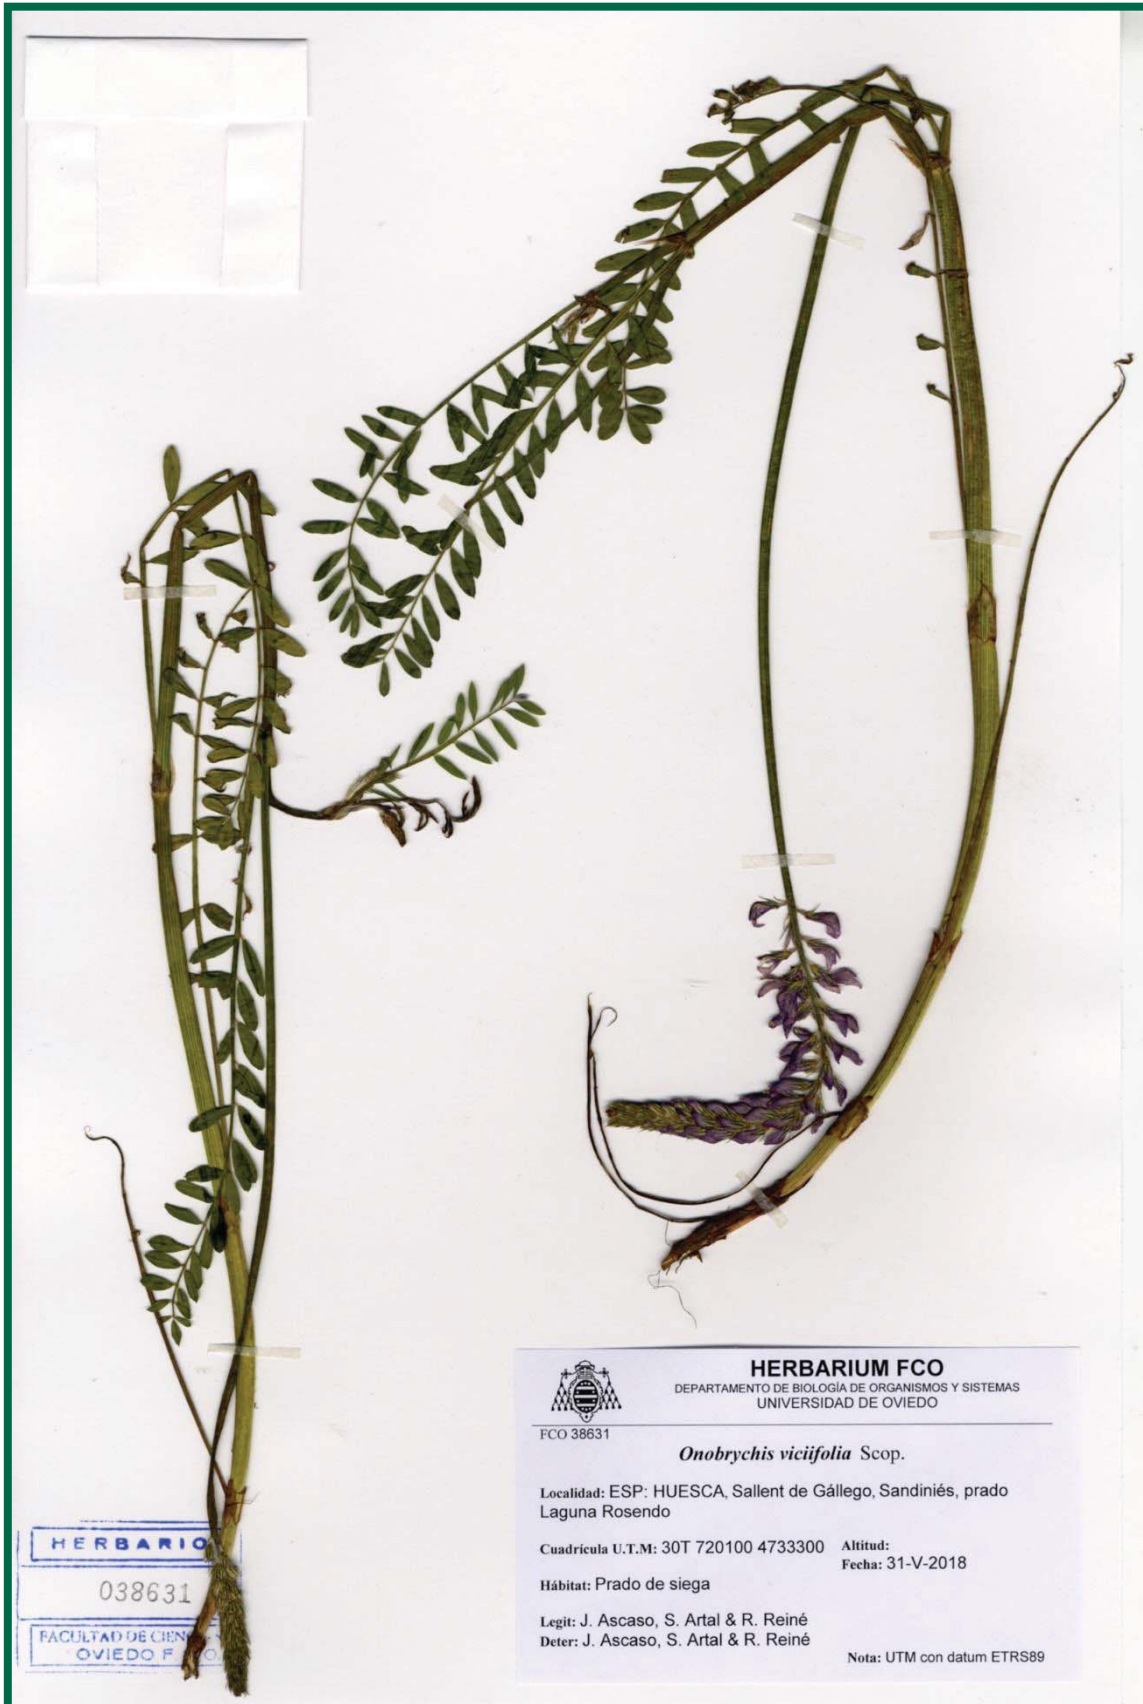 HERBARIUM FCO
DEPARTAMENTO DE BIOLOGÍA DE ORGANISMOS Y SISTEMAS
UNIVERSIDAD DE OVIEDO
FCO 38631
Onobrychis viciifolia Scop.
Localidad: ESP: HUESCA, Sallent de Gállego, Sandiniés, prado
Laguna Rosendo
Cuadrícula U.T.M: 30T 720100 4733300 Altitud:
Fecha: 31-V-2018
Hábitat: Prado de siega
Legit: J. Ascaso, S. Artal & R. Reiné
Deter: J. Ascaso, S. Artal & R. Reiné
Nota: UTM con datum ETRS89
HERBARIO
038631
FACULTAD DE
OVIEDO